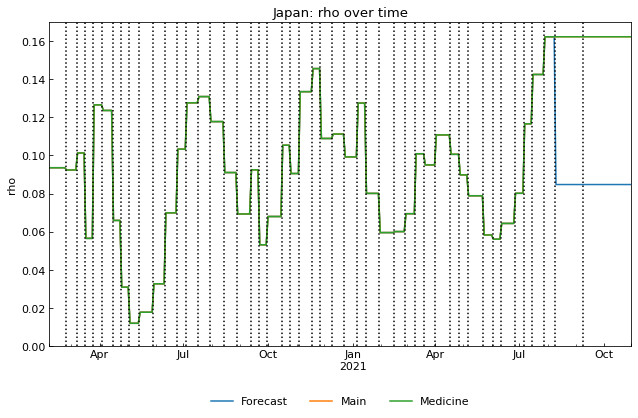 Japan: rho over time
0.16
0.14
0.12
0.10
0.08
0.06
0.04
0.02
0.00
rho
Apr Jul Oct Jan Apr Jul Oct
2021
Forecast Main Medicine